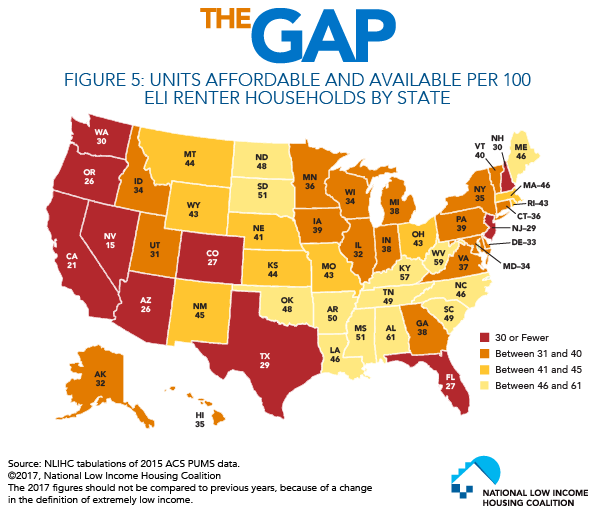 THE
GAP
FIGURE 5: UNITS AFFORDABLE AND AVAILABLE PER 100
ELI RENTER HOUSEHOLDS BY STATE
WA
30
OR
26
CA
21
NV
15
ID
34
MT
44
WY
43
UT
31
AZ
26
CO
27
NM
45
ND
48
SD
51
NE
41
KS
44
OK
48
TX
29
MN
36
IA
39
MO
43
AR
50
LA
46
WI
34
IL
32
MI
38
IN
38
OH
43
KY
57
TN
49
MS
51
AL
61
GA
38
FL
27
SC
49
NC
46
VA
37
WV
59
PA
39
NY
35
VT
40
NH
30
ME
46
MA–46
RI-43
CT-36
NJ–29
DE–33
MD–34
AK
32
HI
35
30 or Fewer
Between 31 and 40
Between 41 and 45
Between 46 and 61
Source: NLIHC tabulations of 2015 ACS PUMS data.
©2017, National Low Income Housing Coalition
The 2017 figures should not be compared to previous years, because of a change
in the definition of extremely low income.
NATIONAL LOW INCOME
HOUSING COALITION